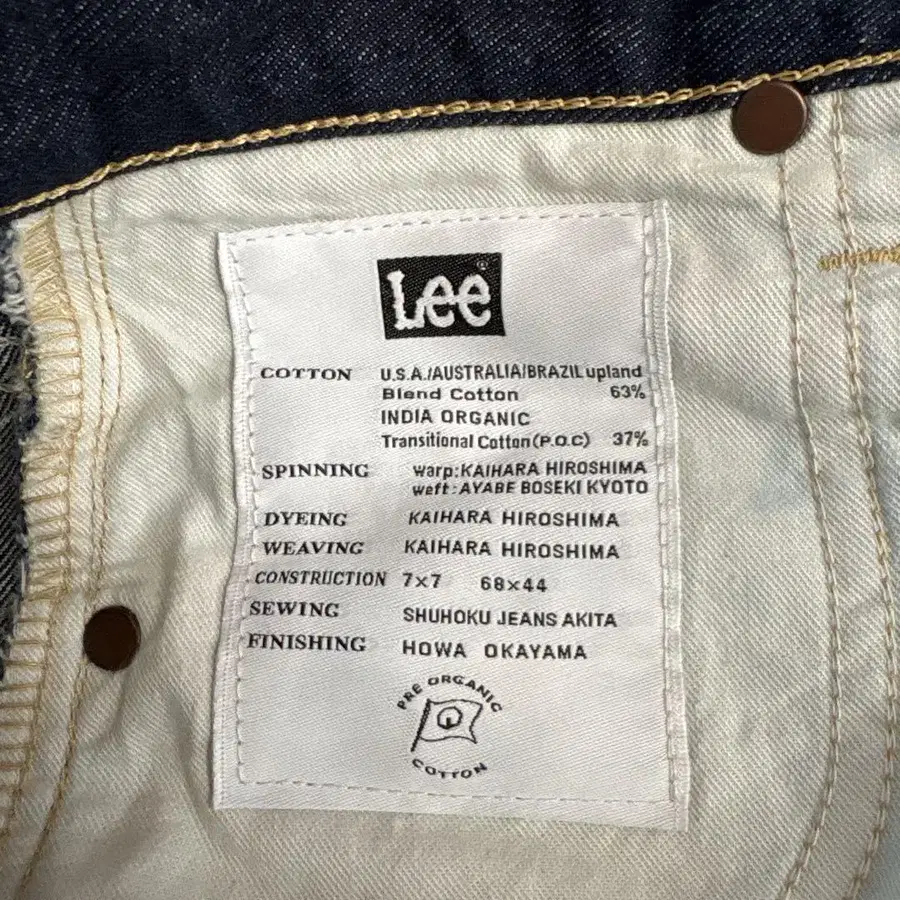 Lee®
COTTON U.S.A./AUSTRALIA/BRAZIL upland
Blend Cotton 63%
INDIA ORGANIC
Transitional Cotton(P.O.C) 37%
SPINNING warp:KAIHARA HIROSHIMA
weft:AYABE BOSEKI KYOTO
DYEING KAIHARA HIROSHIMA
WEAVING KAIHARA HIROSHIMA
CONSTRUCTION 7×7 68×44
SEWING SHUHOKU JEANS AKITA
FINISHING HOWA OKAYAMA
PRE ORGANIC
COTTON